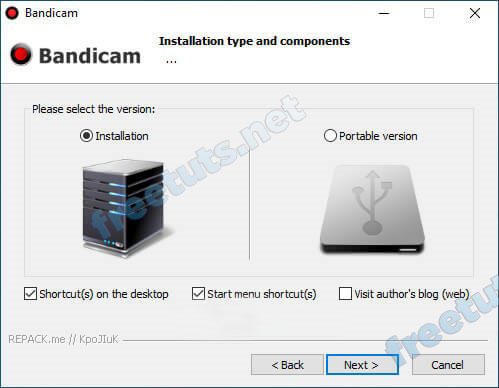 Bandicam
Bandicam
Installation type and components
...
Please select the version:
Installation
Portable version
freetuts.net
Shortcut(s) on the desktop
Start menu shortcut(s)
Visit author's blog (web)
REPACK.me // KpoJIuK
freetuts
< Back
Next >
Cancel